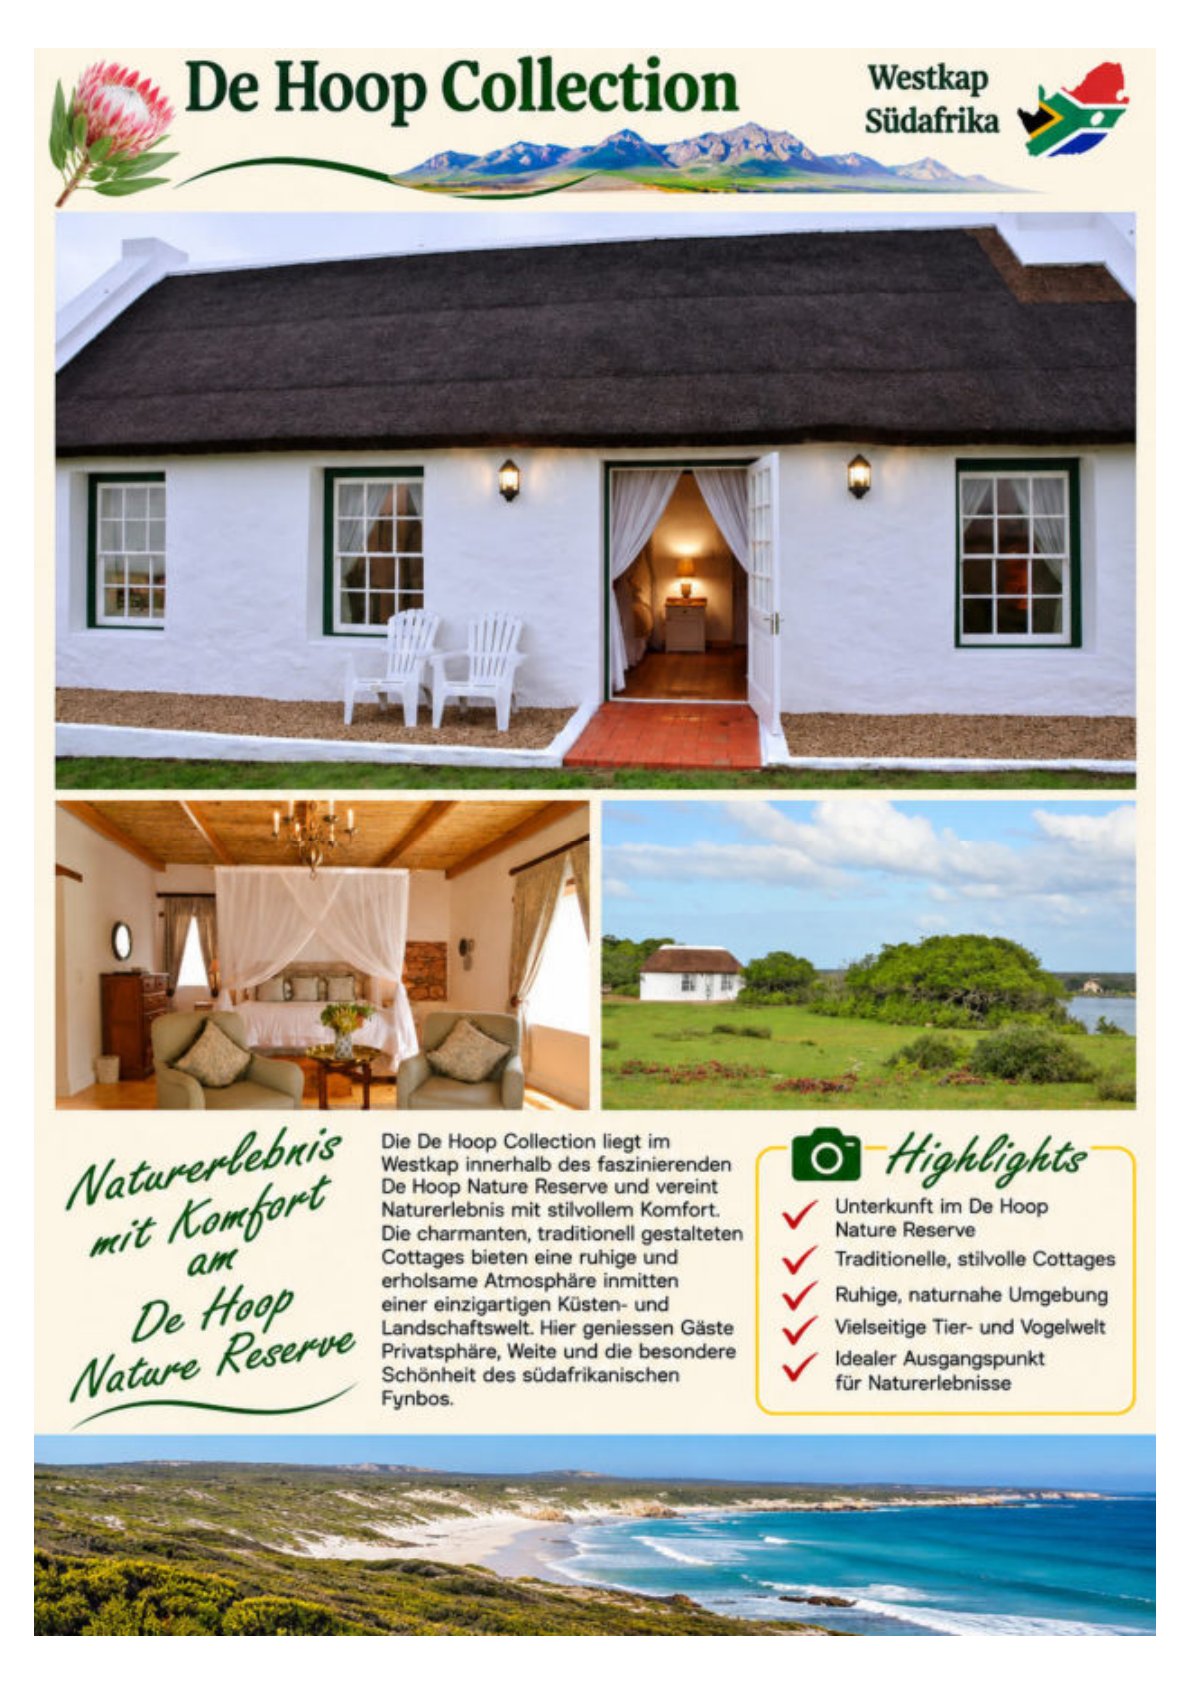 De Hoop Collection
Westkap
Südafrika
Naturerlebnis
mit Komfort
am
De Hoop
Nature Reserve
Die De Hoop Collection liegt im
Westkap innerhalb des faszinierenden
De Hoop Nature Reserve und vereint
Naturerlebnis mit stilvollem Komfort.
Die charmanten, traditionell gestalteten
Cottages bieten eine ruhige und
erholsame Atmosphäre inmitten
einer einzigartigen Küsten- und
Landschaftswelt. Hier geniessen Gäste
Privatsphäre, Weite und die besondere
Schönheit des südafrikanischen
Fynbos.
Highlights
Unterkunft im De Hoop
Nature Reserve
Traditionelle, stilvolle Cottages
Ruhige, naturnahe Umgebung
Vielseitige Tier- und Vogelwelt
Idealer Ausgangspunkt
für Naturerlebnisse